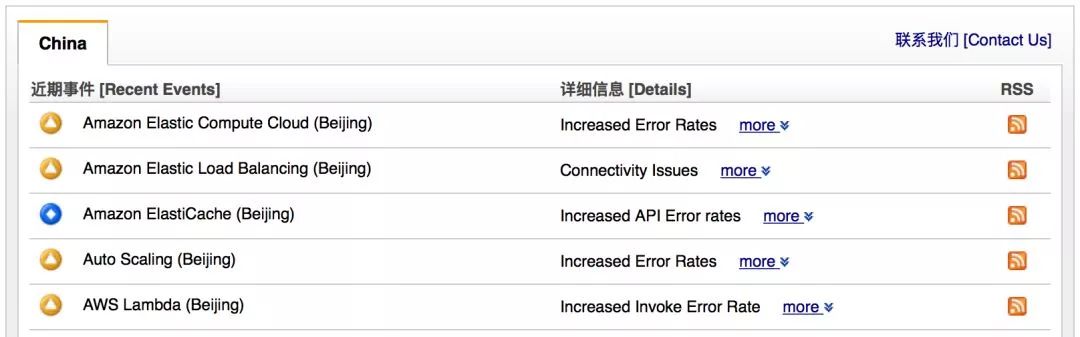 China
联系我们 [Contact Us]
近期事件 [Recent Events] 详细信息 [Details] RSS
Amazon Elastic Compute Cloud (Beijing) Increased Error Rates more
Amazon Elastic Load Balancing (Beijing) Connectivity Issues more
Amazon ElastiCache (Beijing) Increased API Error rates more
Auto Scaling (Beijing) Increased Error Rates more
AWS Lambda (Beijing) Increased Invoke Error Rate more